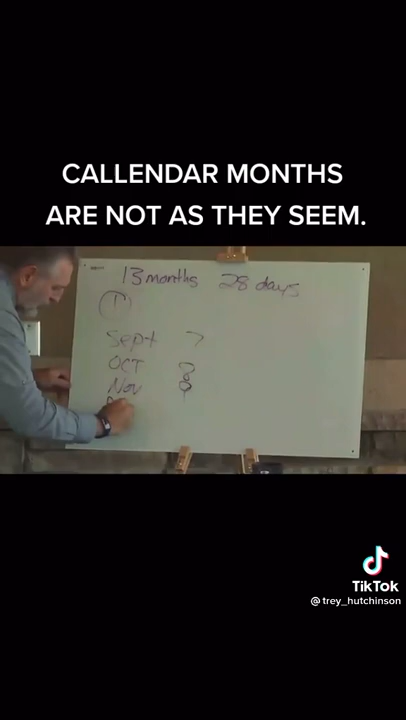 CALLENDAR MONTHS
ARE NOT AS THEY SEEM.
13 months 28 days
Sept 7
OCT 8
Nov 9
TikTok
@trey_hutchinson